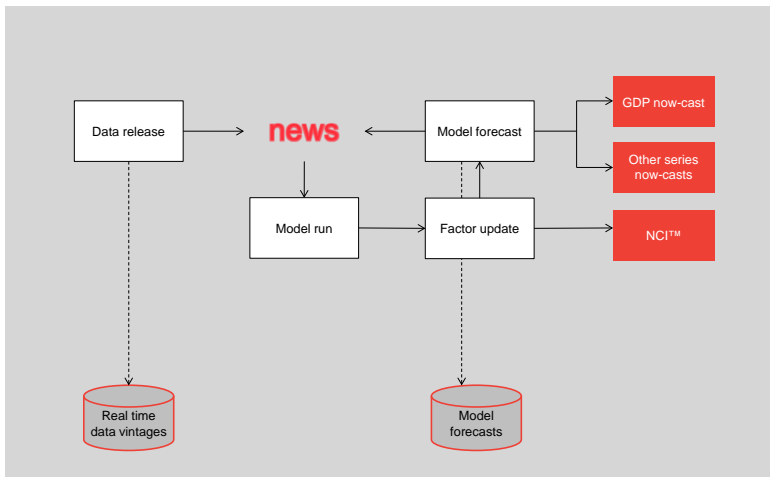 GDP now-cast
Data release
news
Model forecast
Other series
now-casts
Model run
Factor update
NCI™
Real time
data vintages
Model
forecasts